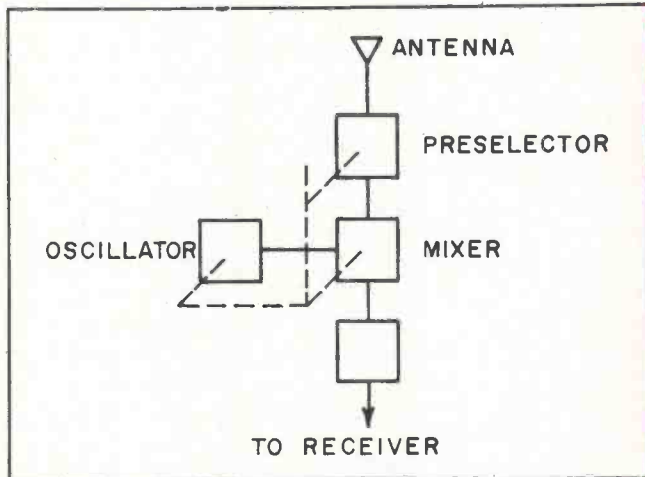 ANTENNA
PRESELECTOR
OSCILLATOR
MIXER
TO RECEIVER